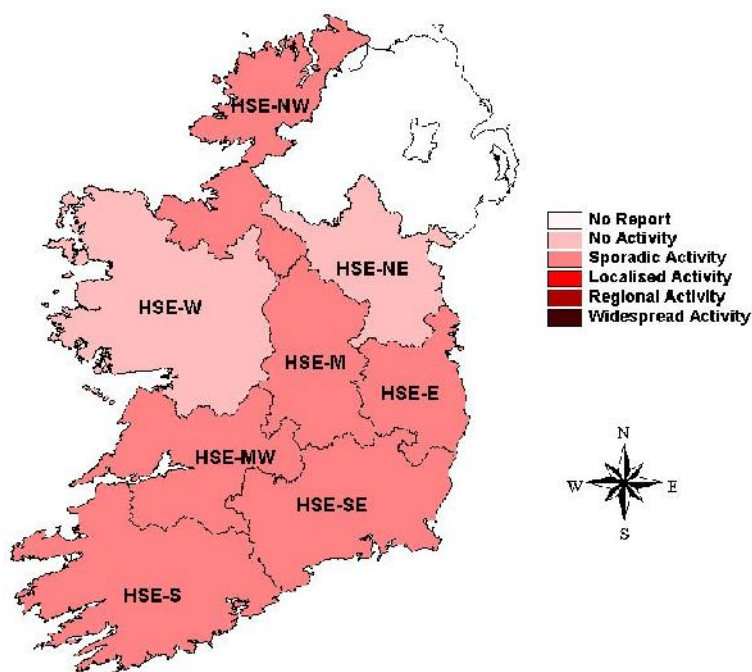 HSE-NW
No Report
No Activity
Sporadic Activity
Localised Activity
Regional Activity
Widespread Activity
HSE-NE
HSE-W
HSE-M
HSE-E
HSE-MW
HSE-SE
HSE-S
N
W
E
S